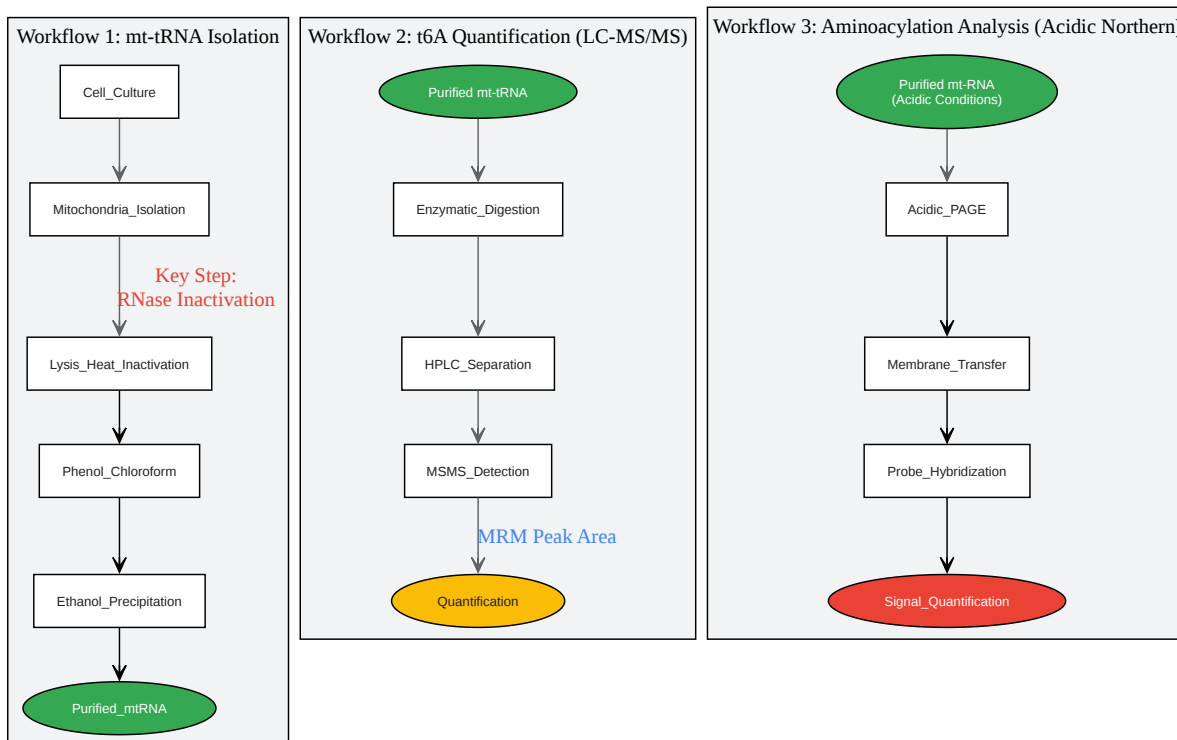 Workflow 1: mt-tRNA Isolation
Cell_Culture
Mitochondria_Isolation
Key Step:
RNase Inactivation
Lysis_Heat_Inactivation
Phenol_Chloroform
Ethanol_Precipitation
Purified_mtRNA
Workflow 2: t6A Quantification (LC-MS/MS)
Purified mt-tRNA
Enzymatic_Digestion
HPLC_Separation
MSMS_Detection
MRM Peak Area
Quantification
Workflow 3: Aminoacylation Analysis (Acidic Northern)
Purified mt-RNA
(Acidic Conditions)
Acidic_PAGE
Membrane_Transfer
Probe_Hybridization
Signal_Quantification